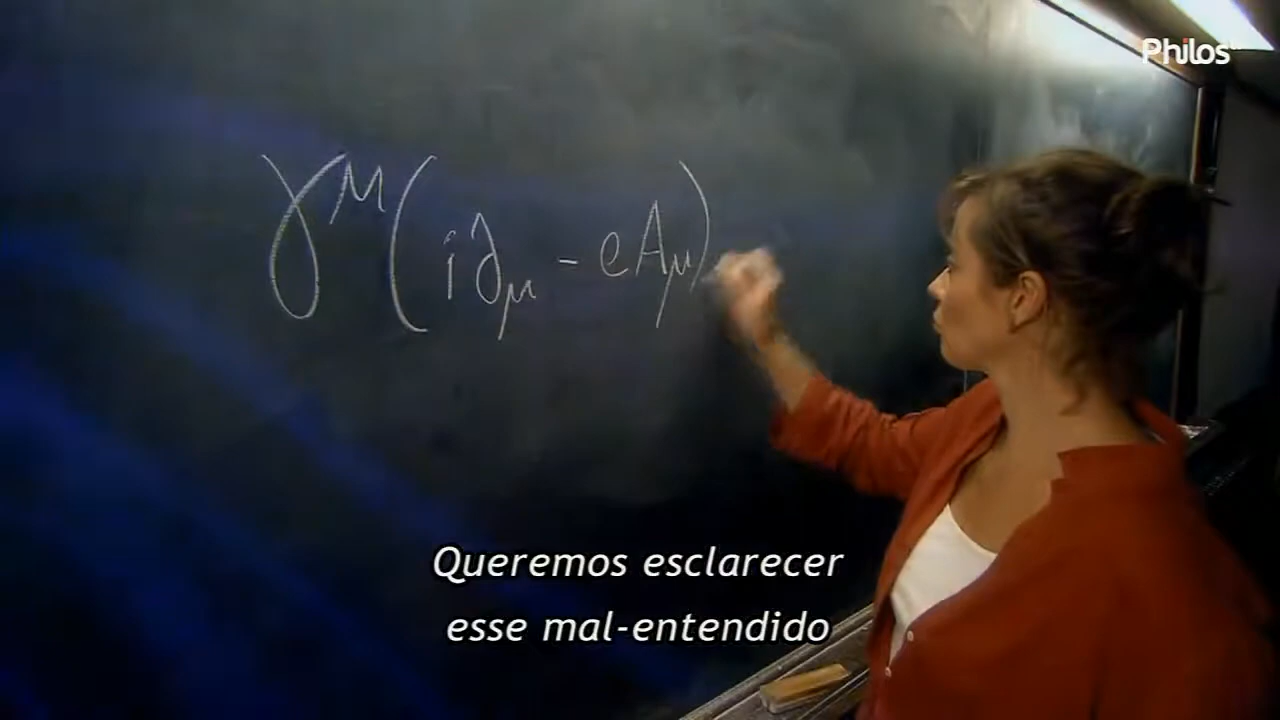 Philos
γ^μ(i∂_μ - eA_μ)
Queremos esclarecer
esse mal-entendido